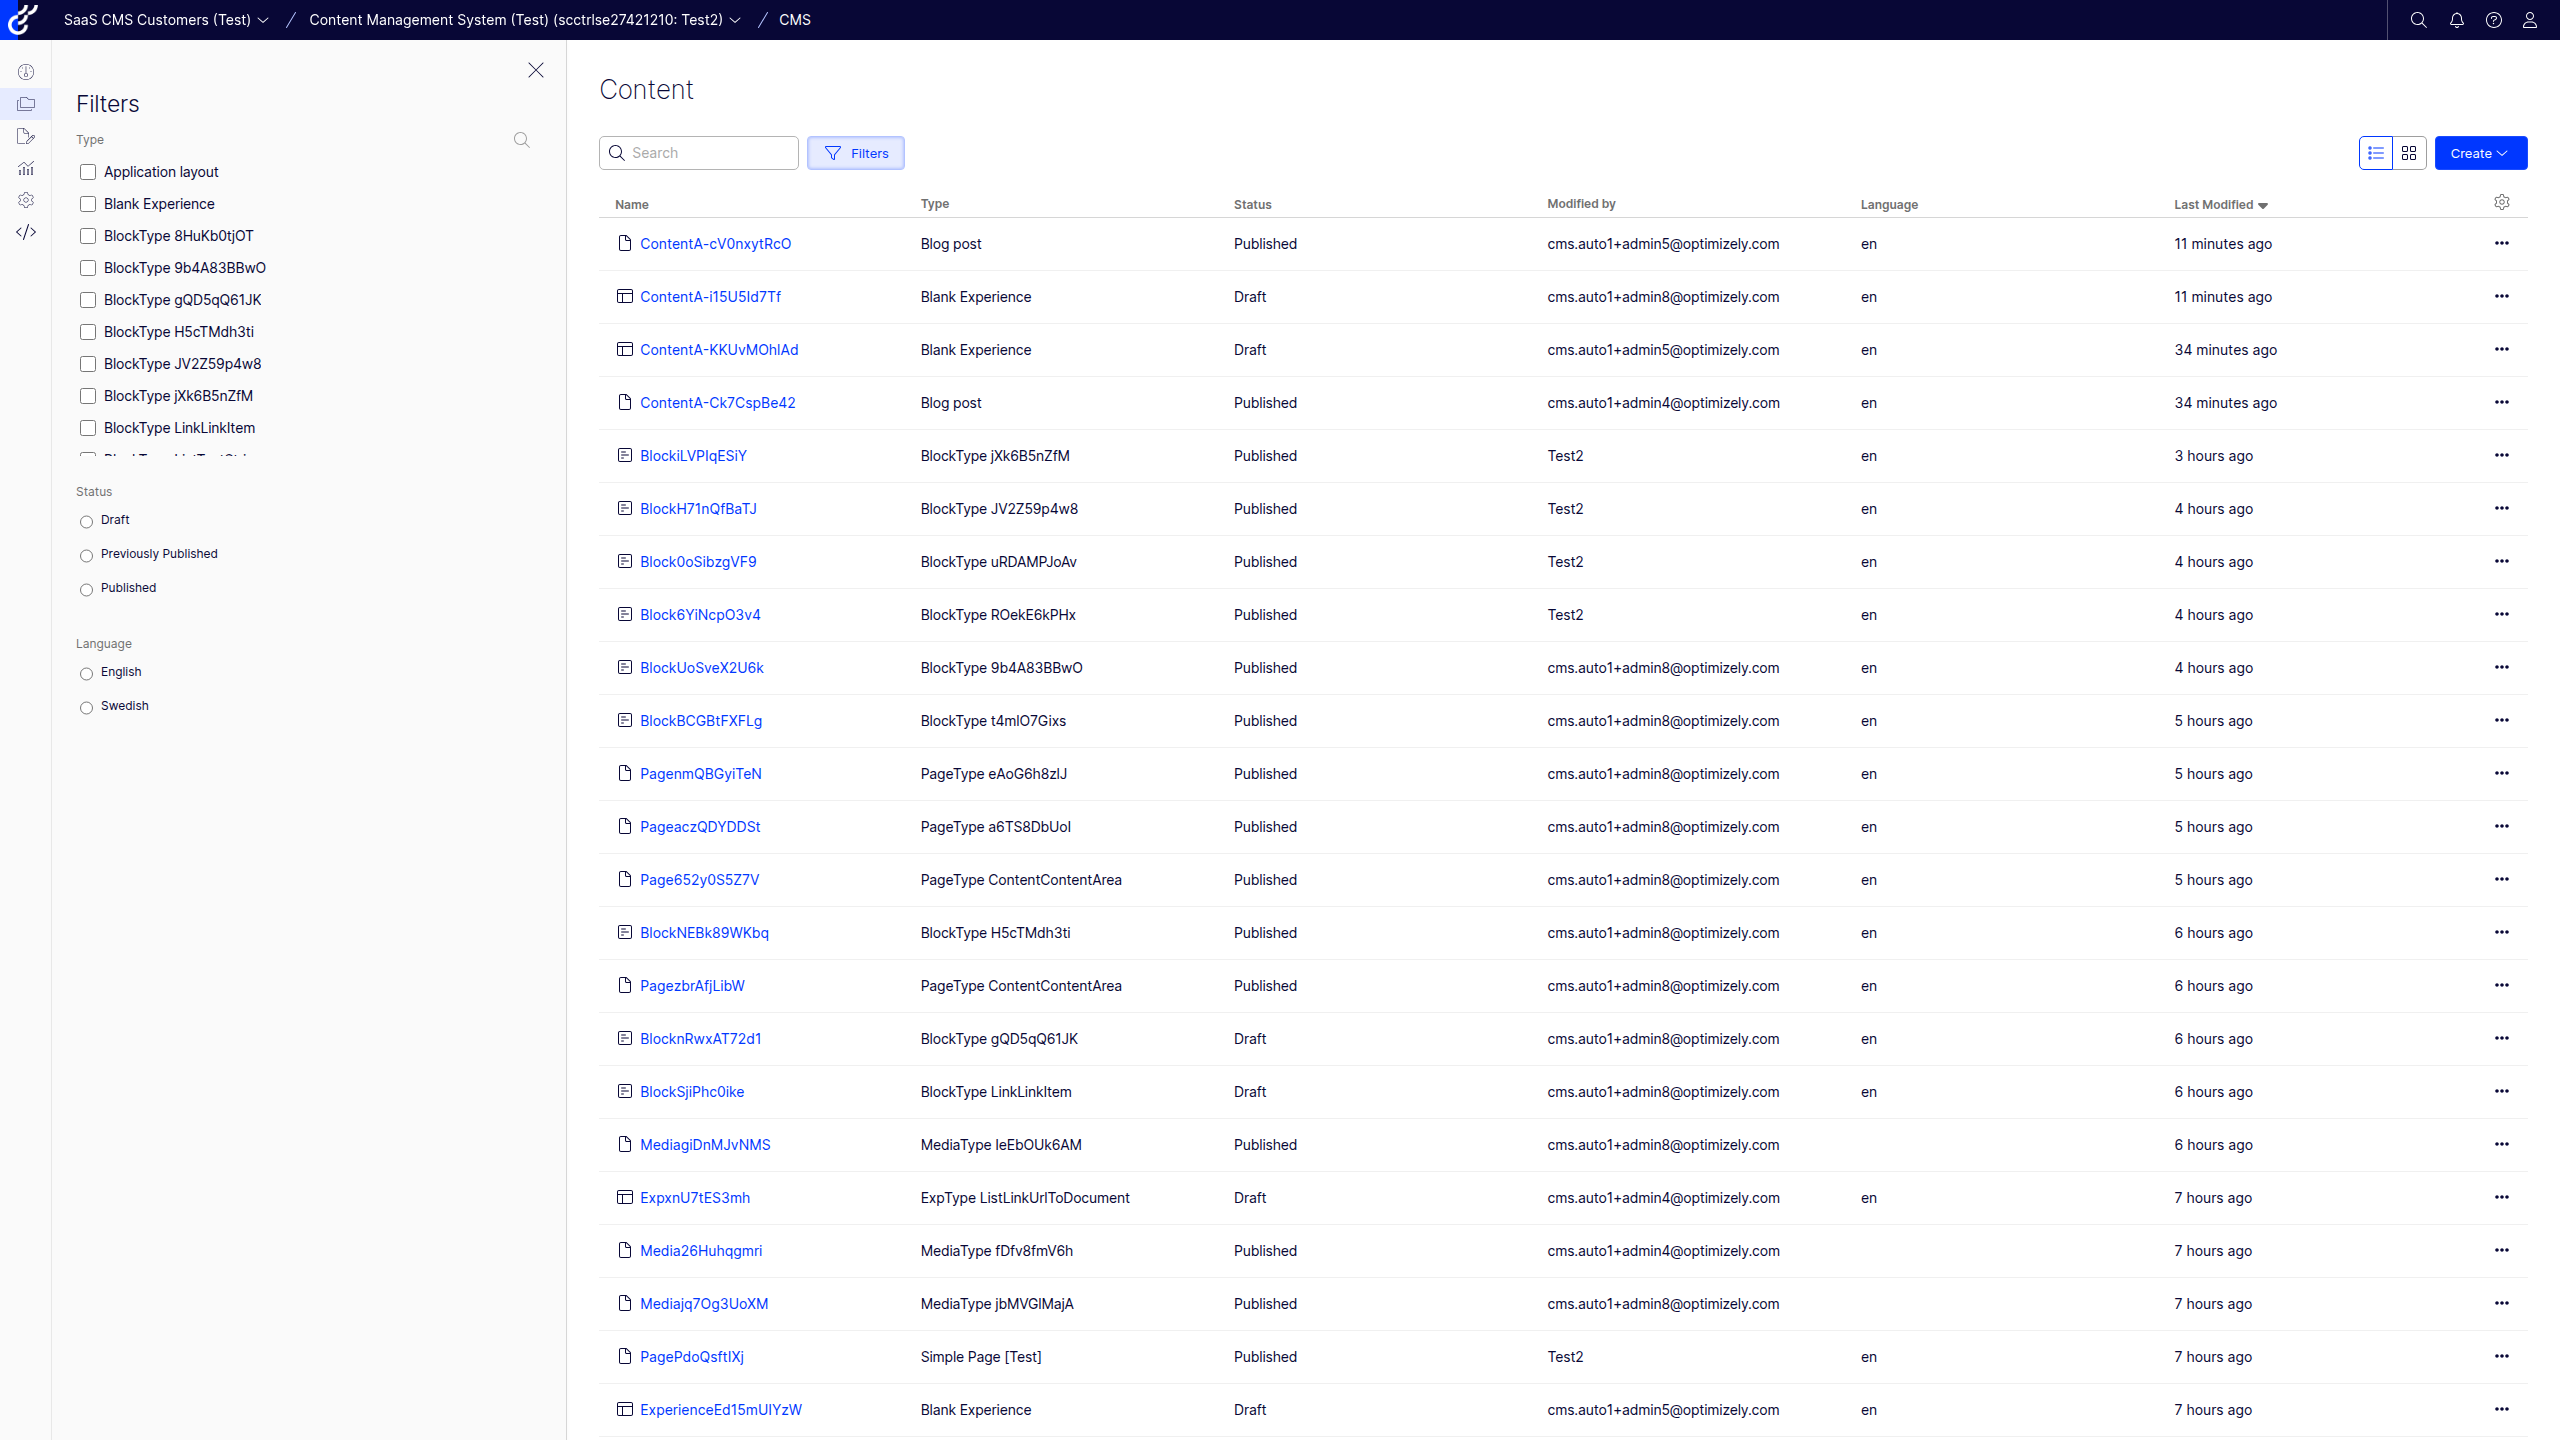 SaaS CMS Customers (Test) / Content Management System (Test) (scctrlse27421210: Test2) / CMS
Filters
Type
Application layout
Blank Experience
BlockType 8HuKb0tjOT
BlockType 9b4A83BBwO
BlockType gQD5qQ61JK
BlockType H5cTMdh3ti
BlockType JV2Z59p4w8
BlockType jXk6B5nZfM
BlockType LinkLinkItem
Status
Draft
Previously Published
Published
Language
English
Swedish
Content
Search Filters Create
Name Type Status Modified by Language Last Modified
ContentA-cV0nxytRcO Blog post Published cms.auto1+admin5@optimizely.com en 11 minutes ago
ContentA-i15U5Id7Tf Blank Experience Draft cms.auto1+admin8@optimizely.com en 11 minutes ago
ContentA-KKUvMOhlAd Blank Experience Draft cms.auto1+admin5@optimizely.com en 34 minutes ago
ContentA-Ck7CspBe42 Blog post Published cms.auto1+admin4@optimizely.com en 34 minutes ago
BlockiLVPlqESiY BlockType jXk6B5nZfM Published Test2 en 3 hours ago
BlockH71nQfBaTJ BlockType JV2Z59p4w8 Published Test2 en 4 hours ago
Block0oSibzgVF9 BlockType uRDAMPJoAv Published Test2 en 4 hours ago
Block6YiNcpO3v4 BlockType ROekE6kPHx Published Test2 en 4 hours ago
BlockUoSveX2U6k BlockType 9b4A83BBwO Published cms.auto1+admin8@optimizely.com en 4 hours ago
BlockBCGBtFXFLg BlockType t4mlO7Gixs Published cms.auto1+admin8@optimizely.com en 5 hours ago
PagenmQBGyiTeN PageType eAoG6h8zIJ Published cms.auto1+admin8@optimizely.com en 5 hours ago
PageaczQDYDDSt PageType a6TS8DbUol Published cms.auto1+admin8@optimizely.com en 5 hours ago
Page652y0S5Z7V PageType ContentContentArea Published cms.auto1+admin8@optimizely.com en 5 hours ago
BlockNEBk89WKbq BlockType H5cTMdh3ti Published cms.auto1+admin8@optimizely.com en 6 hours ago
PagezbrAfjLibW PageType ContentContentArea Published cms.auto1+admin8@optimizely.com en 6 hours ago
BlocknRwxAT72d1 BlockType gQD5qQ61JK Draft cms.auto1+admin8@optimizely.com en 6 hours ago
BlockSjiPhc0ike BlockType LinkLinkItem Draft cms.auto1+admin8@optimizely.com en 6 hours ago
MediagiDnMJvNMS MediaType IeEbOUk6AM Published cms.auto1+admin8@optimizely.com 6 hours ago
ExpxnU7tES3mh ExpType ListLinkUrlToDocument Draft cms.auto1+admin4@optimizely.com en 7 hours ago
Media26Huhqgmri MediaType fDfv8fmV6h Published cms.auto1+admin4@optimizely.com 7 hours ago
Mediajq7Og3UoXM MediaType jbMVGlMajA Published cms.auto1+admin8@optimizely.com 7 hours ago
PagePdoQsftIXj Simple Page [Test] Published Test2 en 7 hours ago
ExperienceEd15mUIYzW Blank Experience Draft cms.auto1+admin5@optimizely.com en 7 hours ago